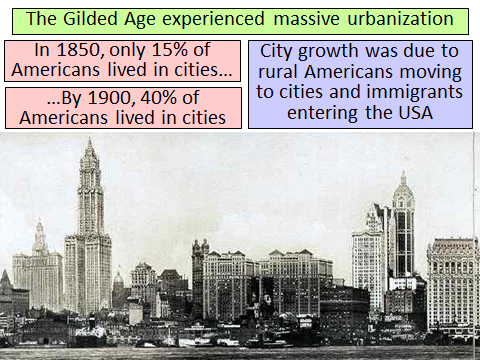 The Gilded Age experienced massive urbanization
In 1850, only 15% of
Americans lived in cities…
…By 1900, 40% of
Americans lived in cities
City growth was due to
rural Americans moving
to cities and immigrants
entering the USA